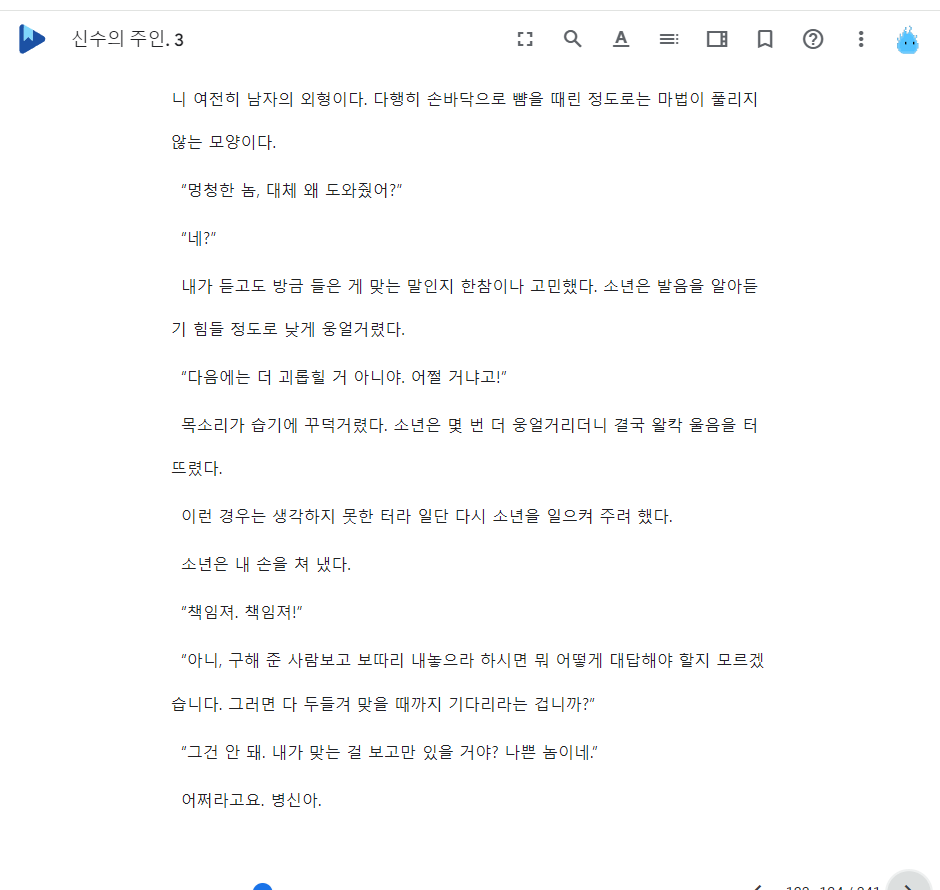 신수의 주인. 3
니 여전히 남자의 외형이다. 다행히 손바닥으로 뺨을 때린 정도로는 마법이 풀리지
않는 모양이다.
“멍청한 놈, 대체 왜 도와줬어?”
“네?”
내가 듣고도 방금 들은 게 맞는 말인지 한참이나 고민했다. 소년은 발음을 알아듣
기 힘들 정도로 낮게 웅얼거렸다.
“다음에는 더 괴롭힐 거 아니야. 어쩔 거냐고!”
목소리가 습기에 꾸덕거렸다. 소년은 몇 번 더 웅얼거리더니 결국 왈칵 울음을 터
뜨렸다.
이런 경우는 생각하지 못한 터라 일단 다시 소년을 일으켜 주려 했다.
소년은 내 손을 쳐 냈다.
“책임져. 책임져!”
“아니, 구해 준 사람보고 보따리 내놓으라 하시면 뭐 어떻게 대답해야 할지 모르겠
습니다. 그러면 다 두들겨 맞을 때까지 기다리라는 겁니까?”
“그건 안 돼. 내가 맞는 걸 보고만 있을 거야? 나쁜 놈이네.”
어쩌라고요. 병신아.